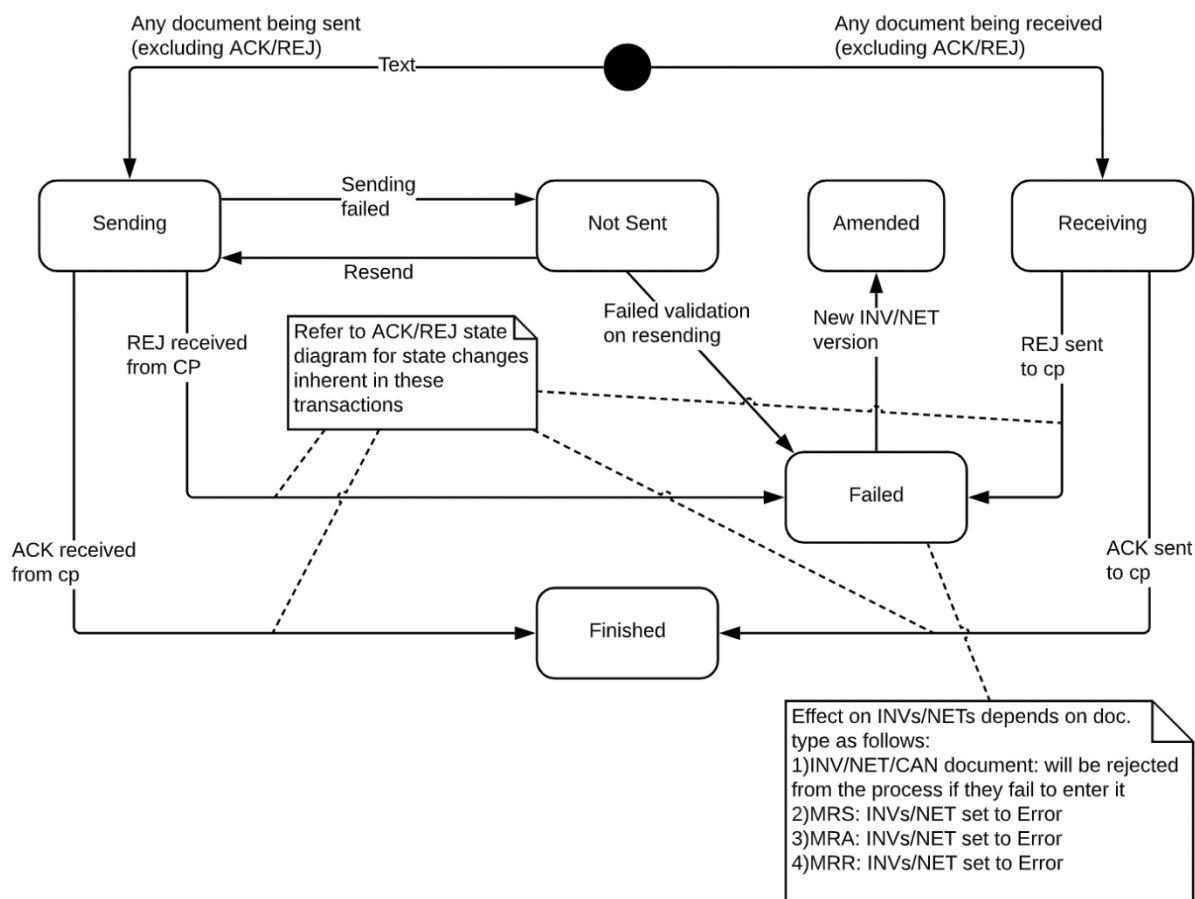 Any document being sent
(excluding ACK/REJ)
Any document being received
(excluding ACK/REJ)
Text
Sending
Sending
failed
Not Sent
Amended
Receiving
Resend
REJ received
from CP
Refer to ACK/REJ state
diagram for state changes
inherent in these
transactions
Failed validation
on resending
New INV/NET
version
REJ sent
to cp
Failed
ACK received
from cp
ACK sent
to cp
Finished
Effect on INVs/NETs depends on doc.
type as follows:
1)INV/NET/CAN document: will be rejected
from the process if they fail to enter it
2)MRS: INVs/NET set to Error
3)MRA: INVs/NET set to Error
4)MRR: INVs/NET set to Error